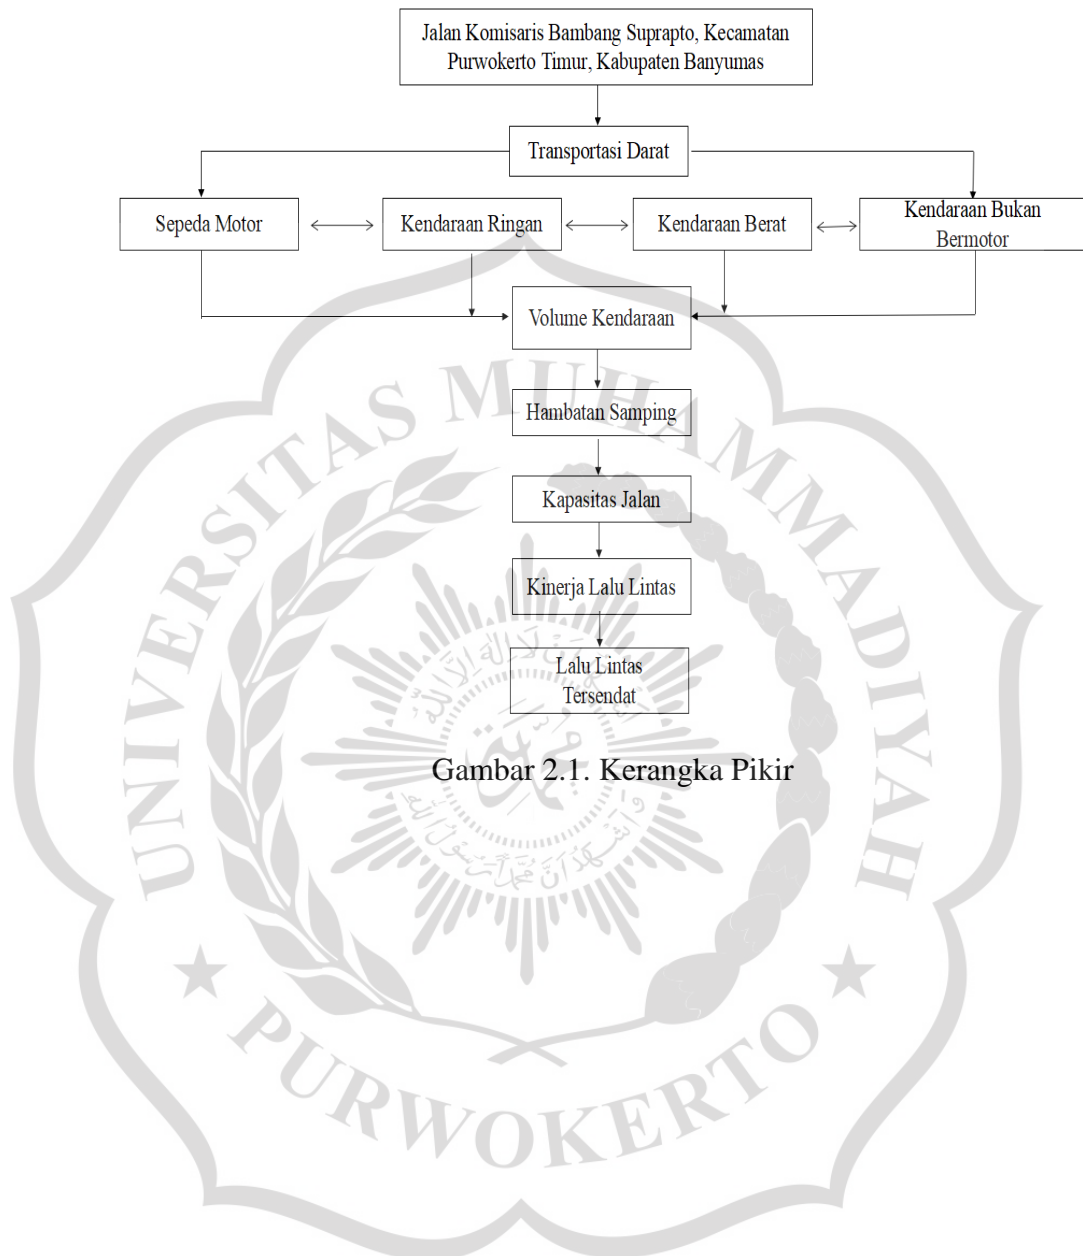 Jalan Komisaris Bambang Suprapto, Kecamatan
Purwokerto Timur, Kabupaten Banyumas
Transportasi Darat
Sepeda Motor
Kendaraan Ringan
Kendaraan Berat
Kendaraan Bukan
Bermotor
Volume Kendaraan
Hambatan Samping
Kapasitas Jalan
Kinerja Lalu Lintas
Lalu Lintas
Tersendat
Gambar 2.1. Kerangka Pikir
UNIVERSITAS MUHAMMADIYAH
PURWOKERTO